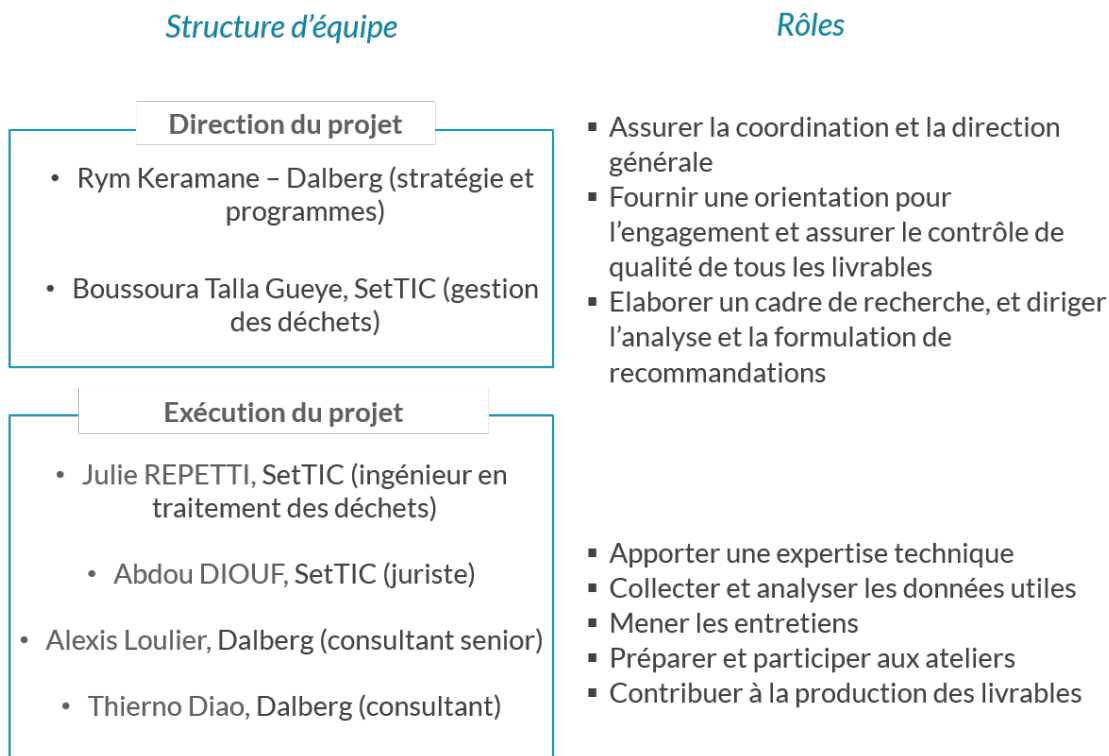 Structure d'équipe
Rôles
Direction du projet
• Rym Keramane – Dalberg (stratégie et
programmes)
• Boussoura Talla Gueye, SetTIC (gestion
des déchets)
▪ Assurer la coordination et la direction
générale
▪ Fournir une orientation pour
l'engagement et assurer le contrôle de
qualité de tous les livrables
▪ Elaborer un cadre de recherche, et diriger
l'analyse et la formulation de
recommandations
Exécution du projet
• Julie REPETTI, SetTIC (ingénieur en
traitement des déchets)
• Abdou DIOUF, SetTIC (juriste)
• Alexis Loulier, Dalberg (consultant senior)
• Thierno Diao, Dalberg (consultant)
▪ Apporter une expertise technique
▪ Collecter et analyser les données utiles
▪ Mener les entretiens
▪ Préparer et participer aux ateliers
▪ Contribuer à la production des livrables